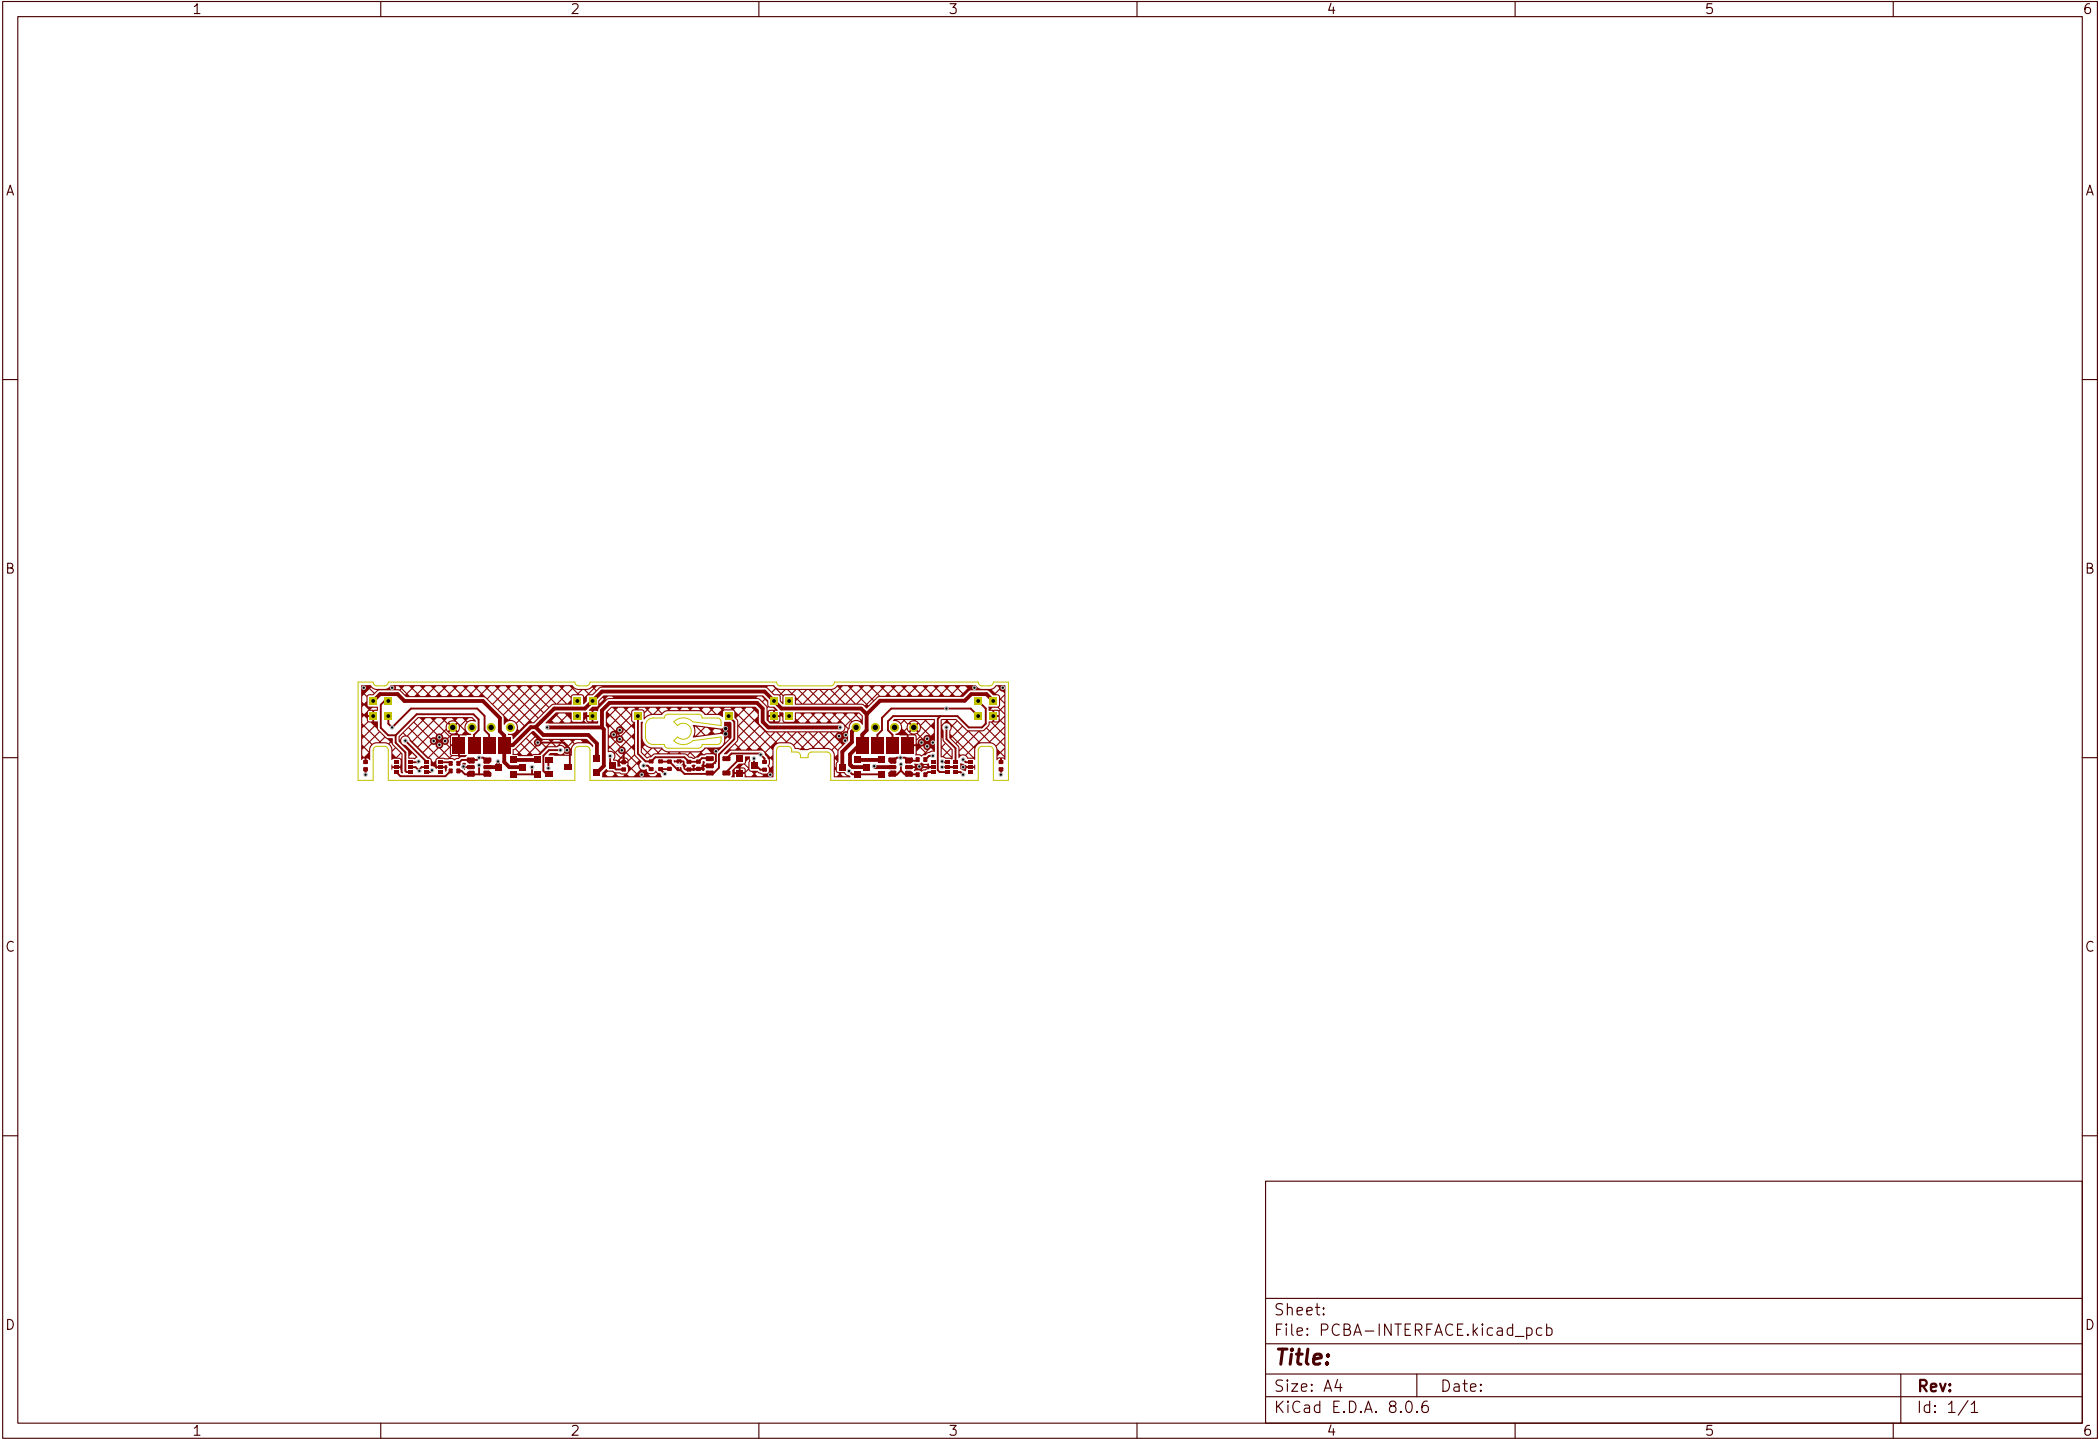 1 2 3 4 5 6
A A
B B
C C
D D
Sheet:
File: PCBA-INTERFACE.kicad_pcb
Title:
Size: A4 Date: Rev:
KiCad E.D.A. 8.0.6 Id: 1/1
1 2 3 4 5 6